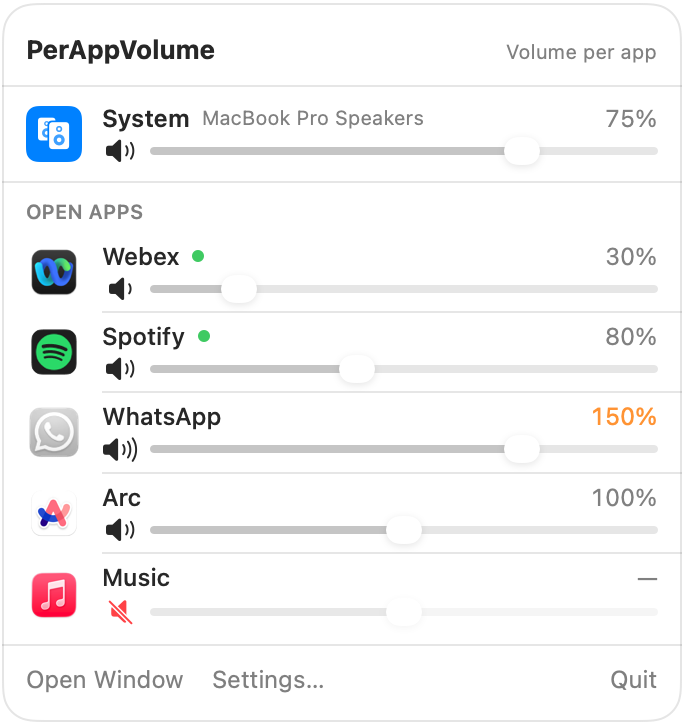 PerAppVolume
Volume per app
System MacBook Pro Speakers 75%
OPEN APPS
Webex 30%
Spotify 80%
WhatsApp 150%
Arc 100%
Music —
Open Window Settings... Quit